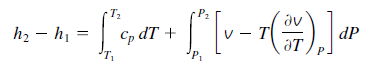 h₂ − h₁ = ∫_{T₁}^{T₂} c_p dT + ∫_{P₁}^{P₂} [v − T(∂v/∂T)_P] dP